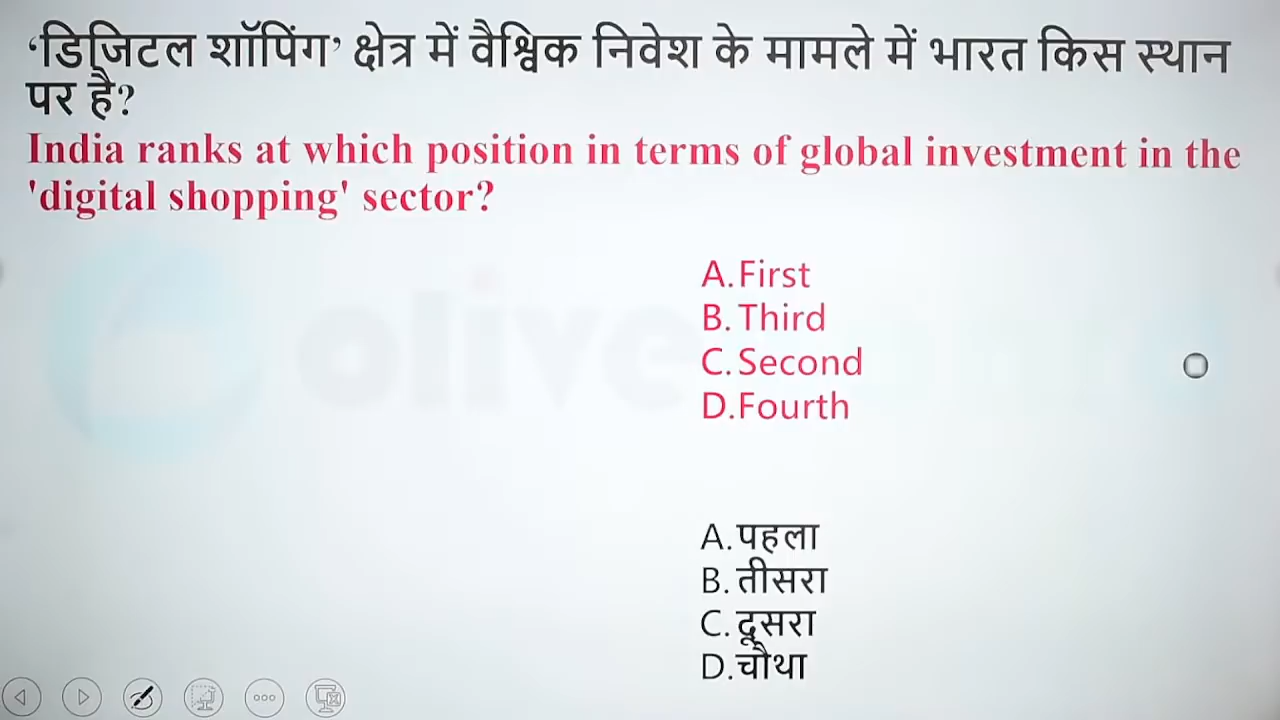 ‘डिजिटल शॉपिंग’ क्षेत्र में वैश्विक निवेश के मामले में भारत किस स्थान
पर है?
India ranks at which position in terms of global investment in the
'digital shopping' sector?
olive
A. First
B. Third
C. Second
D. Fourth
A. पहला
B. तीसरा
C. दूसरा
D. चौथा